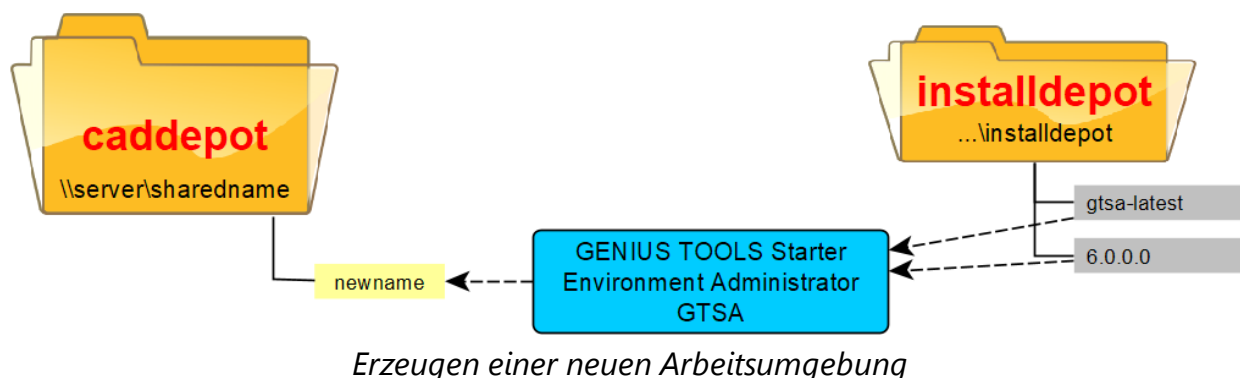 caddepot
\\server\sharedname
installdepot
...\installdepot
gtsa-latest
6.0.0.0
GENIUS TOOLS Starter
Environment Administrator
GTSA
newname
Erzeugen einer neuen Arbeitsumgebung